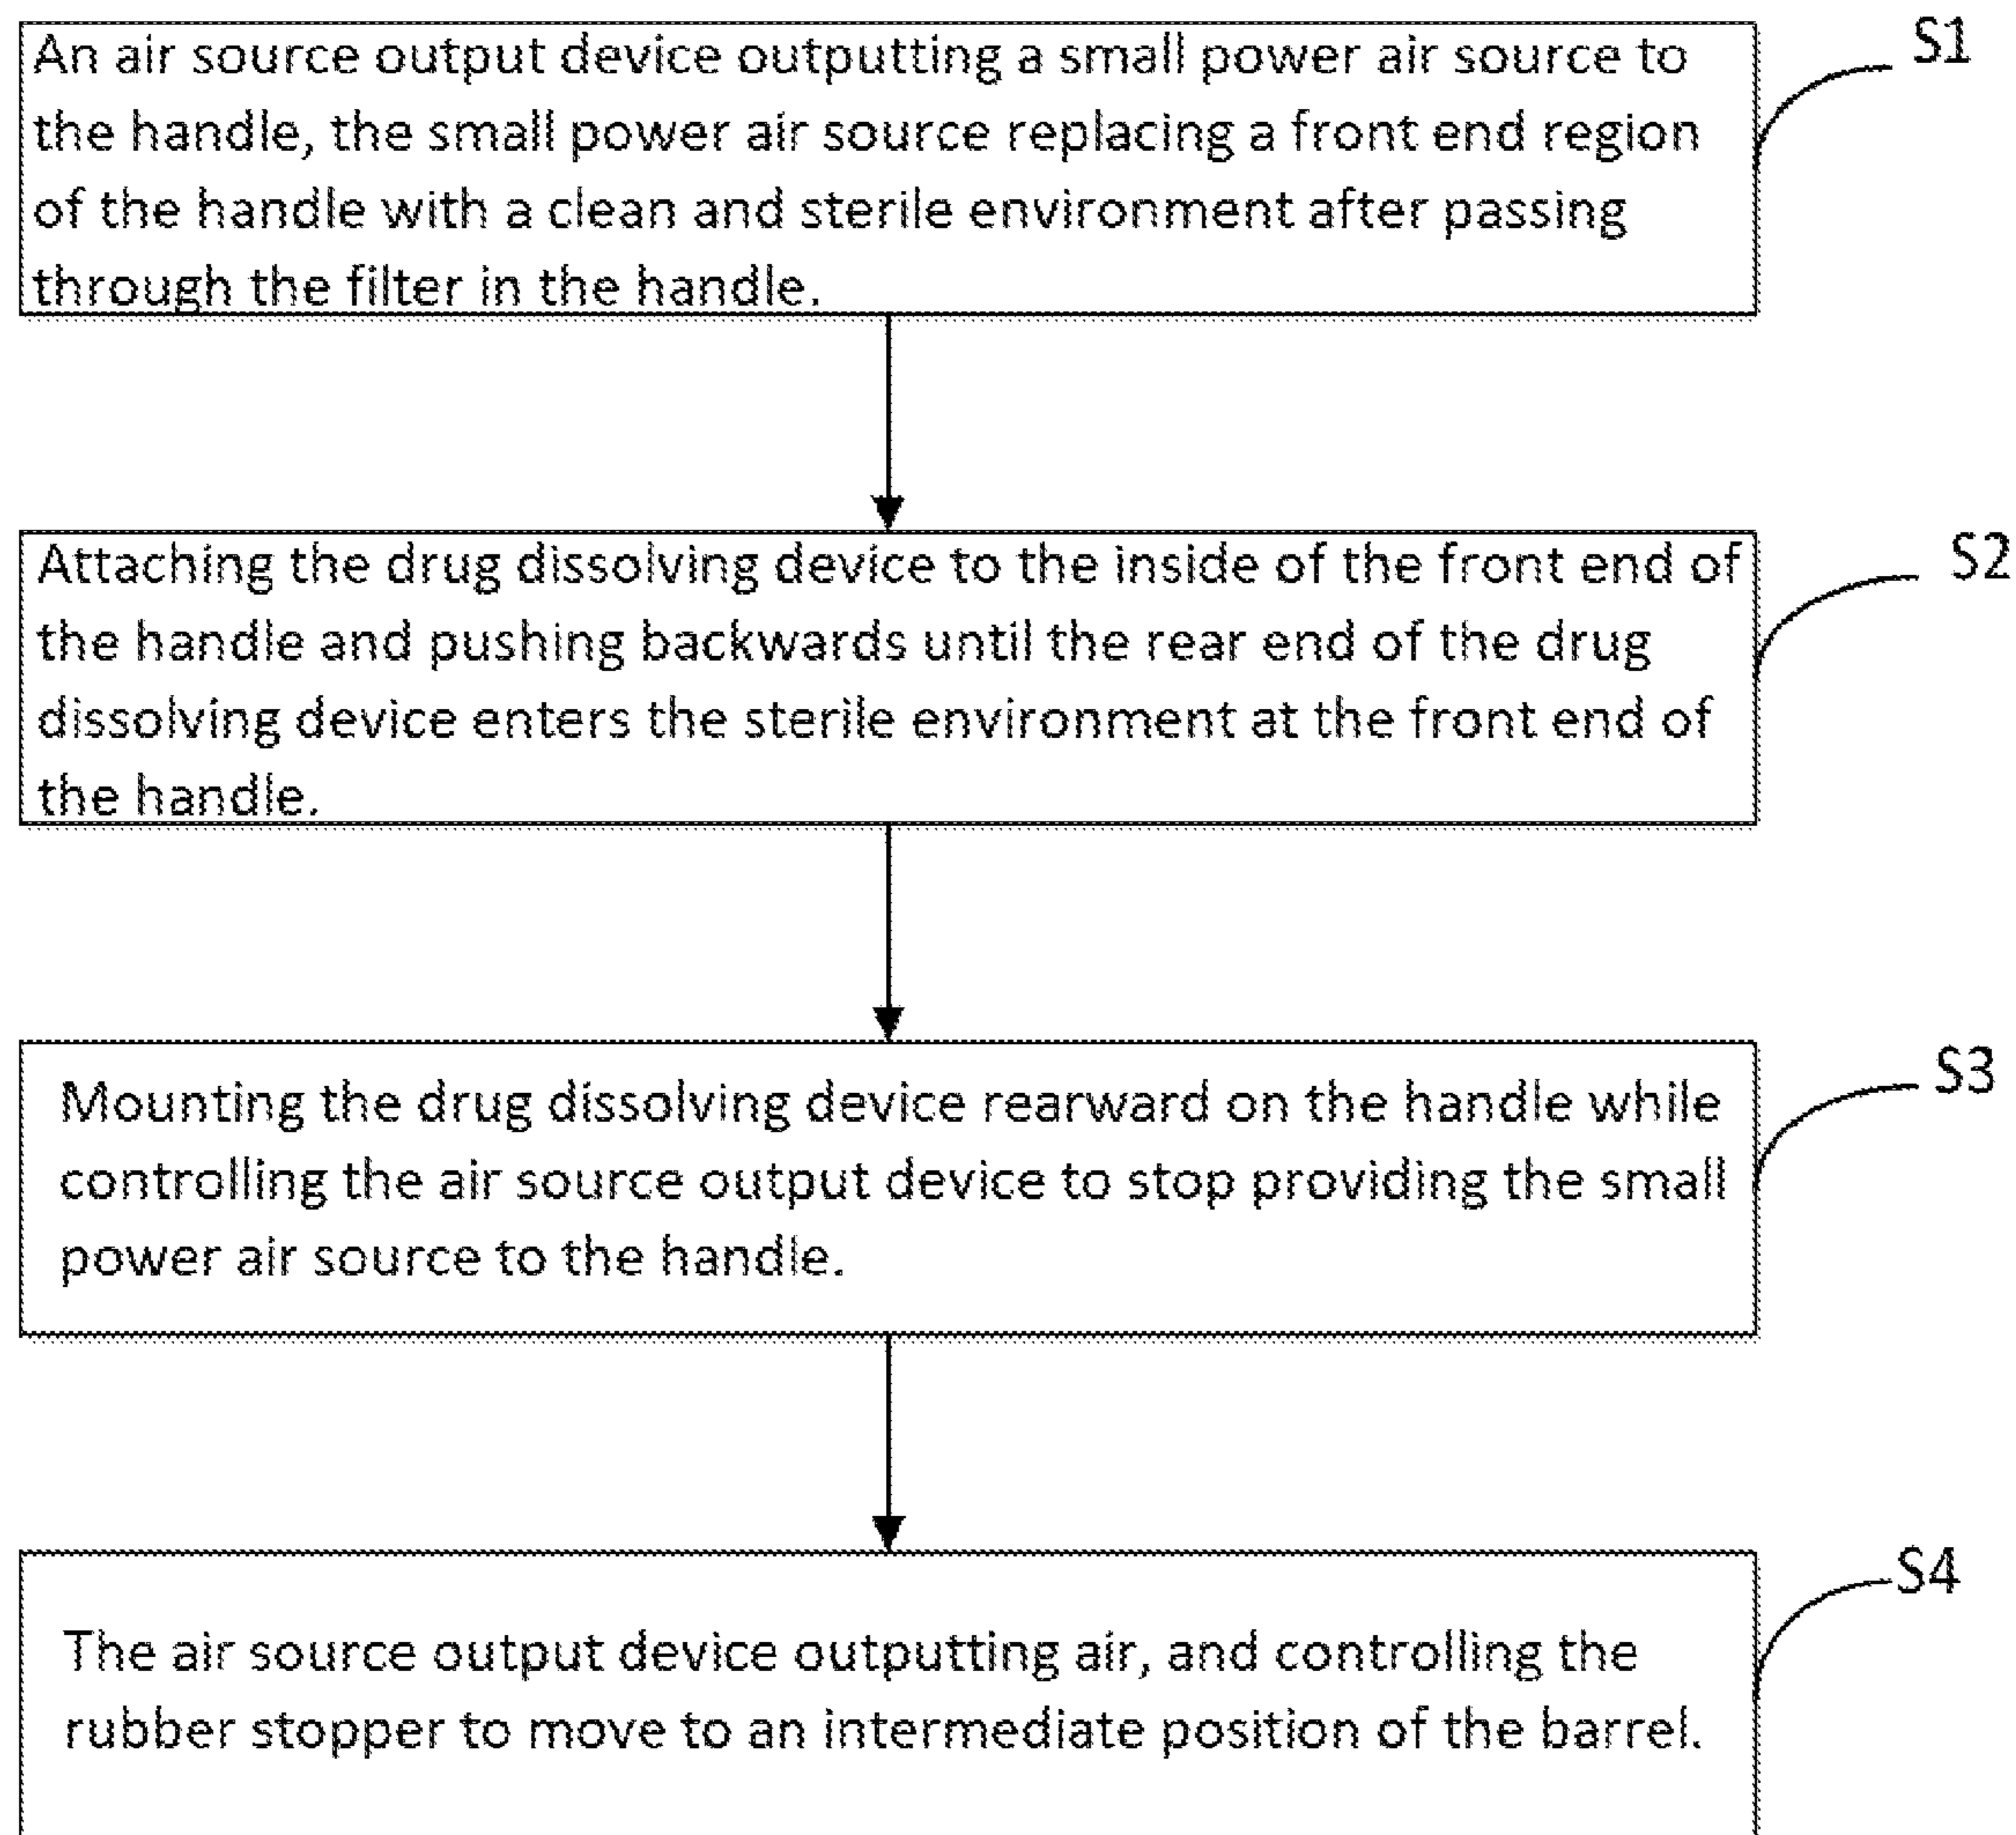 An air source output device outputting a small power air source to
the handle, the small power air source replacing a front end region
of the handle with a clean and sterile environment after passing
through the filter in the handle.
S1
Attaching the drug dissolving device to the inside of the front end of
the handle and pushing backwards until the rear end of the drug
dissolving device enters the sterile environment at the front end of
the handle.
S2
Mounting the drug dissolving device rearward on the handle while
controlling the air source output device to stop providing the small
power air source to the handle.
S3
The air source output device outputting air, and controlling the
rubber stopper to move to an intermediate position of the barrel.
S4